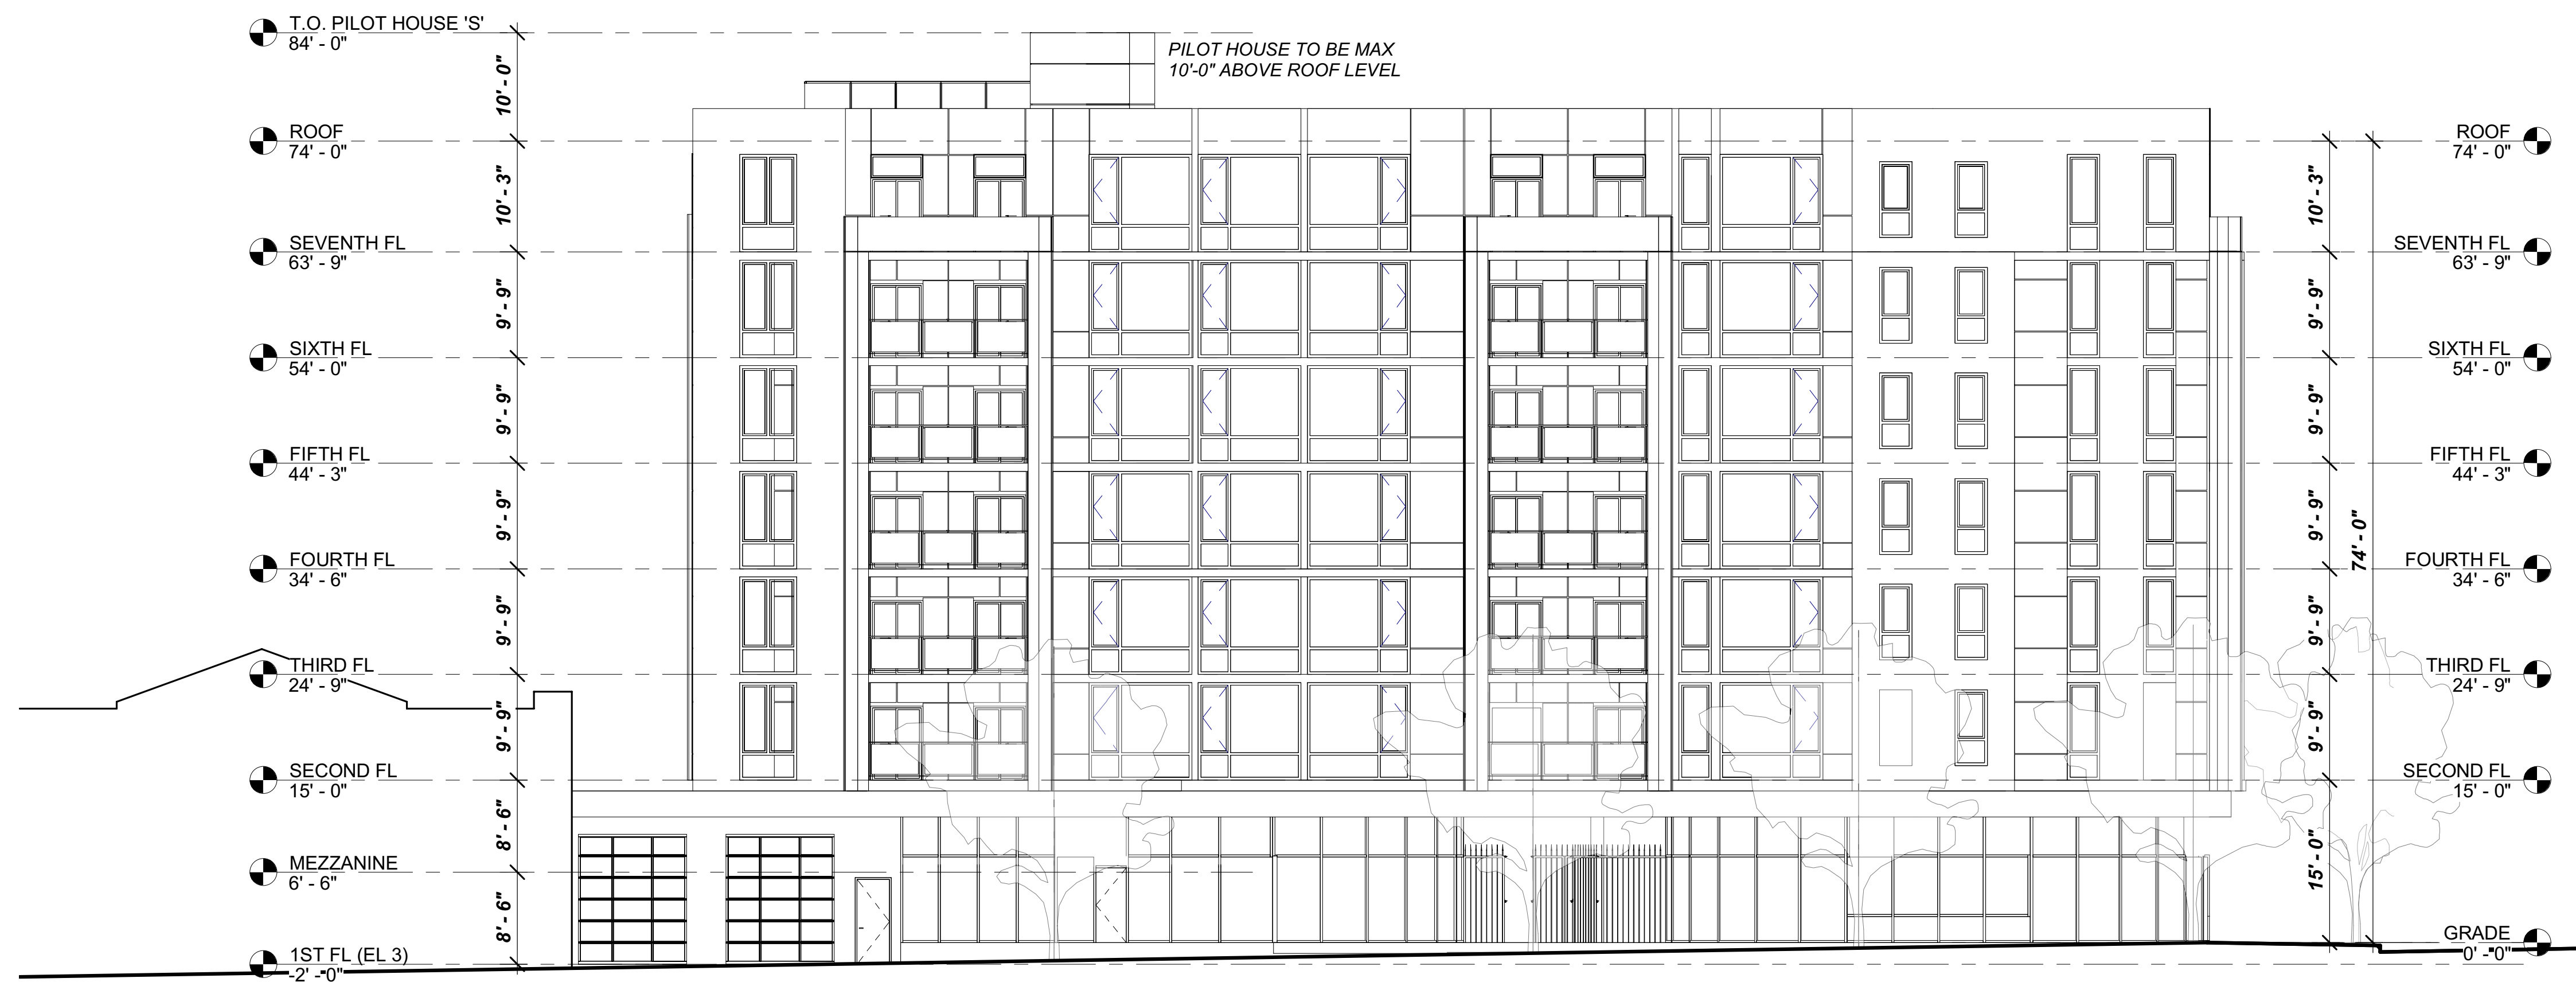 T.O. PILOT HOUSE 'S'
84' - 0"
PILOT HOUSE TO BE MAX
10'-0" ABOVE ROOF LEVEL
10' - 0"
ROOF
74' - 0"
ROOF
74' - 0"
10' - 3"
10' - 3"
SEVENTH FL
63' - 9"
SEVENTH FL
63' - 9"
9' - 9"
9' - 9"
SIXTH FL
54' - 0"
SIXTH FL
54' - 0"
9' - 9"
9' - 9"
FIFTH FL
44' - 3"
FIFTH FL
44' - 3"
9' - 9"
9' - 9"
74' - 0"
FOURTH FL
34' - 6"
FOURTH FL
34' - 6"
9' - 9"
9' - 9"
THIRD FL
24' - 9"
THIRD FL
24' - 9"
9' - 9"
9' - 9"
SECOND FL
15' - 0"
SECOND FL
15' - 0"
8' - 6"
15' - 0"
MEZZANINE
6' - 6"
8' - 6"
1ST FL (EL 3)
-2' - 0"
GRADE
0' - 0"